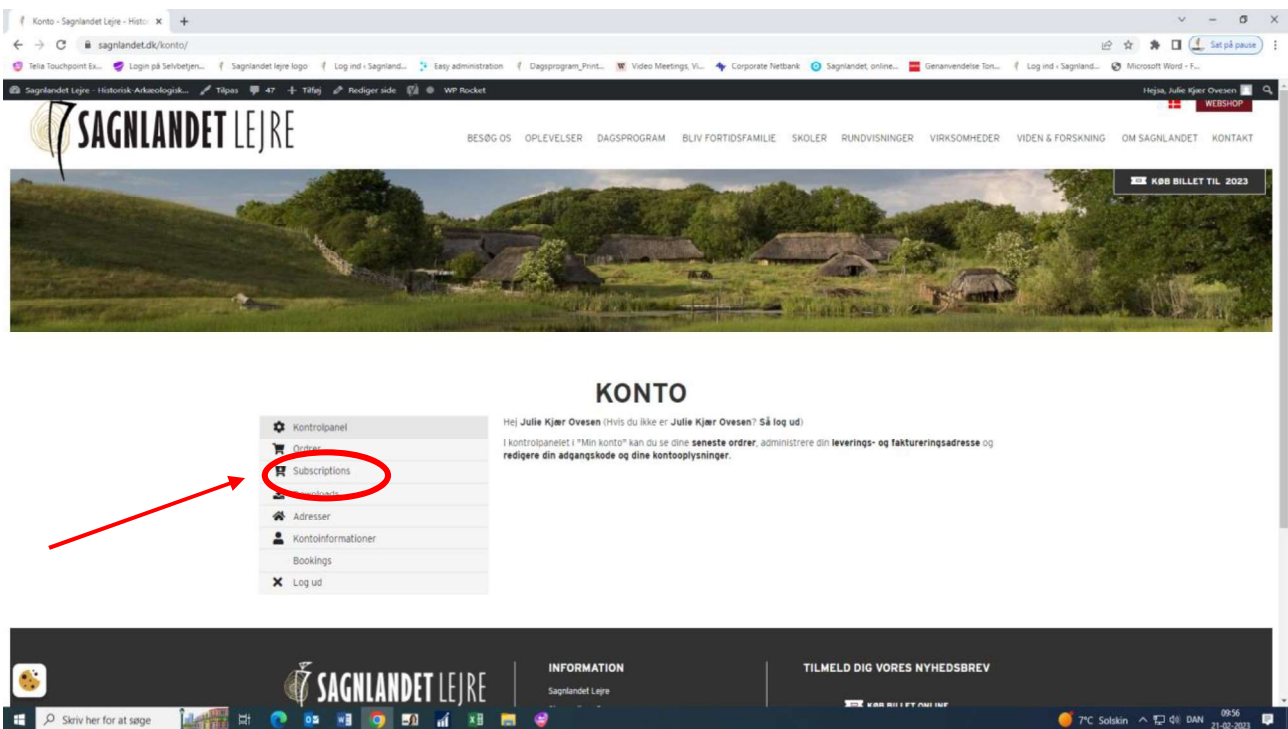 Konto - Sagnlandet Lejre - Histor
sagnlandet.dk/konto/
Sat på pause
Telia Touchpoint Ex... Login på Selvbetjen... Sagnlandet lejre logo Log ind ‹ Sagnland... Easy administration Dagsprogram_Print... Video Meetings, Vi... Corporate Netbank Sagnlandet, online... Genanvendelse Ton... Log ind ‹ Sagnland... Microsoft Word - F...
Sagnlandet Lejre - Historisk-Arkæologisk... Tilpas 47 Tilføj Rediger side WP Rocket Hejsa, Julie Kjær Ovesen
WEBSHOP
SAGNLANDET LEJRE
BESØG OS OPLEVELSER DAGSPROGRAM BLIV FORTIDSFAMILIE SKOLER RUNDVISNINGER VIRKSOMHEDER VIDEN & FORSKNING OM SAGNLANDET KONTAKT
KØB BILLET TIL 2023
KONTO
Kontrolpanel
Ordrer
Subscriptions
Downloads
Adresser
Kontoinformationer
Bookings
Log ud
Hej Julie Kjær Ovesen (Hvis du ikke er Julie Kjær Ovesen? Så log ud)
I kontrolpanelet i "Min konto" kan du se dine seneste ordrer, administrere din leverings- og faktureringsadresse og
redigere din adgangskode og dine kontooplysninger.
SAGNLANDET LEJRE
INFORMATION
Sagnlandet Lejre
TILMELD DIG VORES NYHEDSBREV
KØB BILLET ONLINE
Skriv her for at søge
7°C Solskin
DAN
09:56
21-02-2023